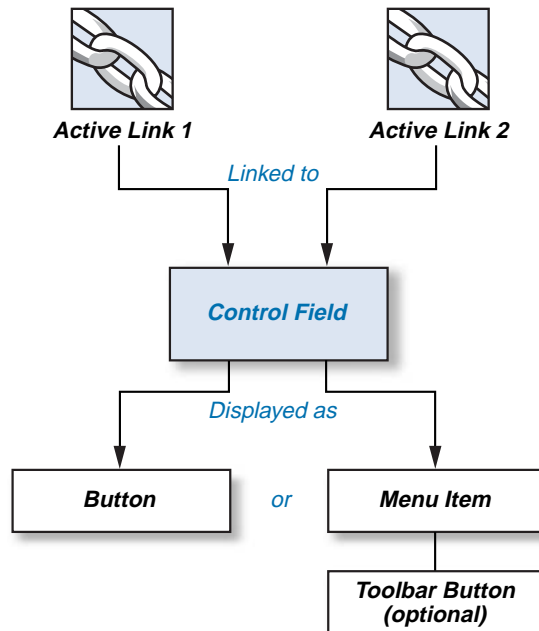 Active Link 1
Active Link 2
Linked to
Control Field
Displayed as
Button
or
Menu Item
Toolbar Button
(optional)